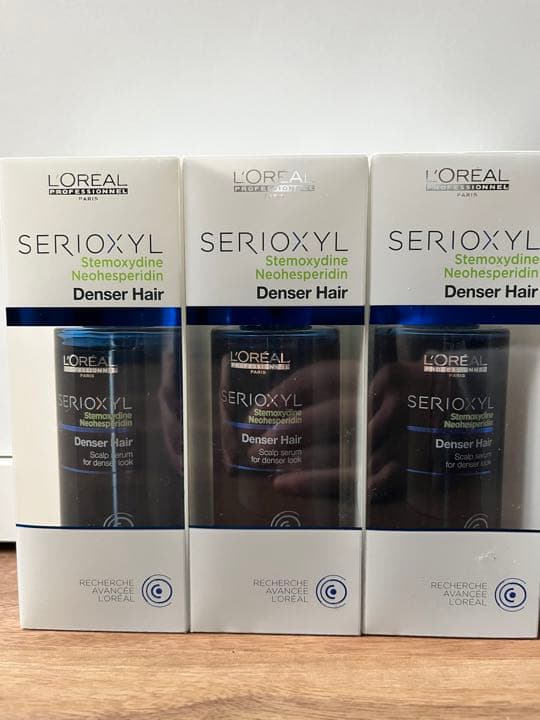 L'ORÉAL
PROFESSIONNEL
PARIS
SERIOXYL
Stemoxydine
Neohesperidin
Denser Hair
L'ORÉAL
PROFESSIONNEL
PARIS
SERIOXYL
Stemoxydine
Neohesperidin
Denser Hair
Scalp serum
for denser look
RECHERCHE
AVANCÉE
L'ORÉAL
L'ORÉAL
PROFESSIONNEL
PARIS
SERIOXYL
Stemoxydine
Neohesperidin
Denser Hair
L'ORÉAL
PROFESSIONNEL
PARIS
SERIOXYL
Stemoxydine
Neohesperidin
Denser Hair
Scalp serum
for denser look
RECHERCHE
AVANCÉE
L'ORÉAL
L'ORÉAL
PROFESSIONNEL
PARIS
SERIOXYL
Stemoxydine
Neohesperidin
Denser Hair
L'ORÉAL
PROFESSIONNEL
PARIS
SERIOXYL
Stemoxydine
Neohesperidin
Denser Hair
Scalp serum
for denser look
RECHERCHE
AVANCÉE
L'ORÉAL